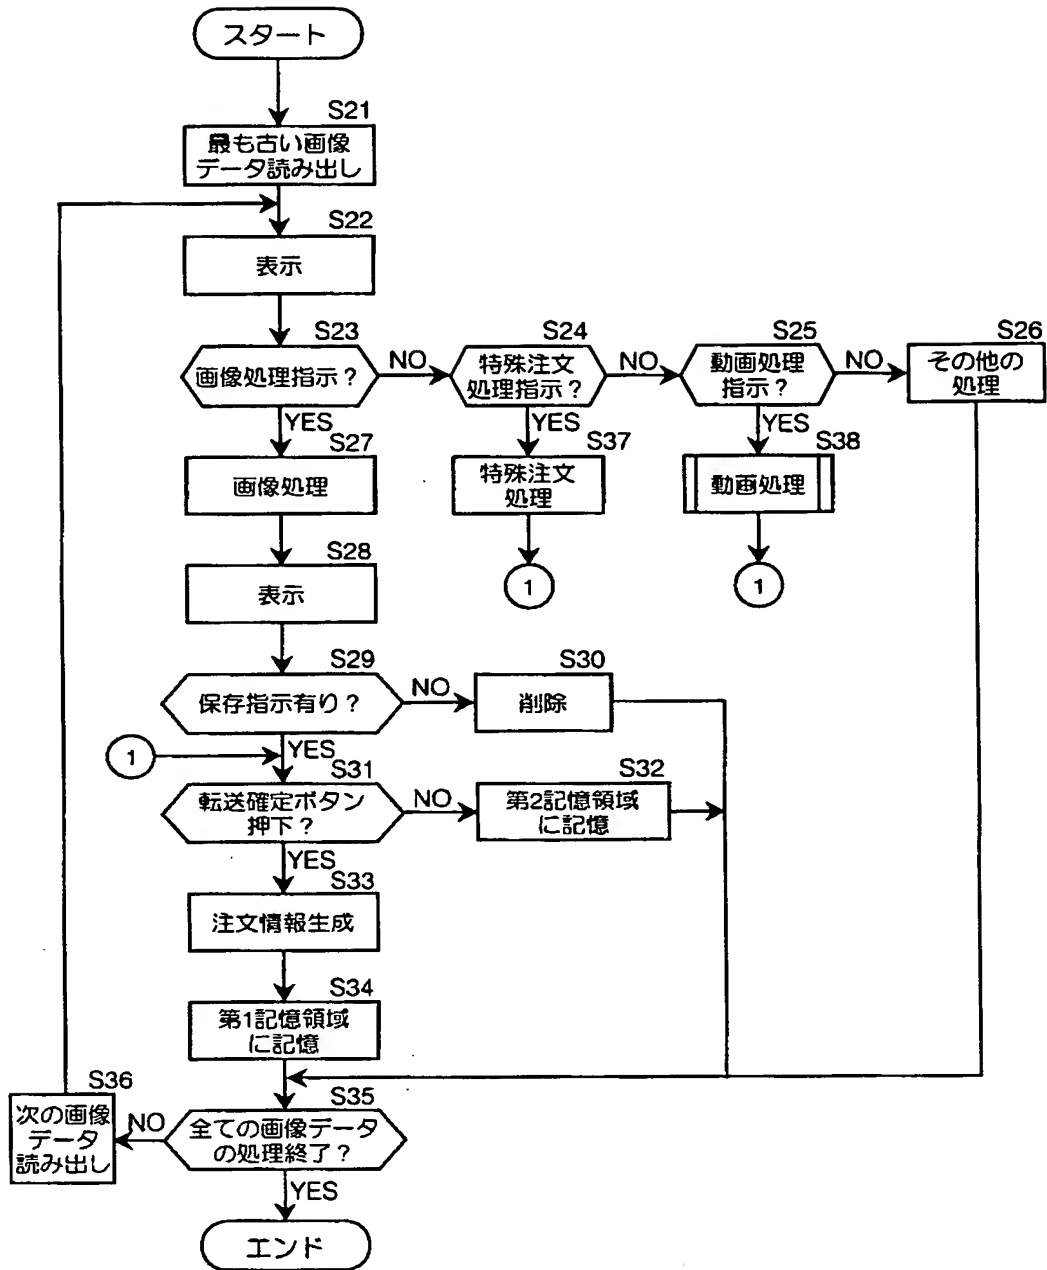 スタート
S21
最も古い画像
データ読み出し
S22
表示
S23
画像処理指示?
NO
S24
特殊注文
処理指示?
NO
S25
動画処理
指示?
NO
S26
その他の
処理
YES
YES
YES
S27
画像処理
S37
特殊注文
処理
S38
動画処理
1
1
S28
表示
S29
保存指示有り?
NO
S30
削除
YES
1
S31
転送確定ボタン
押下?
NO
S32
第2記憶領域
に記憶
YES
S33
注文情報生成
S34
第1記憶領域
に記憶
S35
全ての画像データ
の処理終了?
NO
S36
次の画像
データ
読み出し
YES
エンド